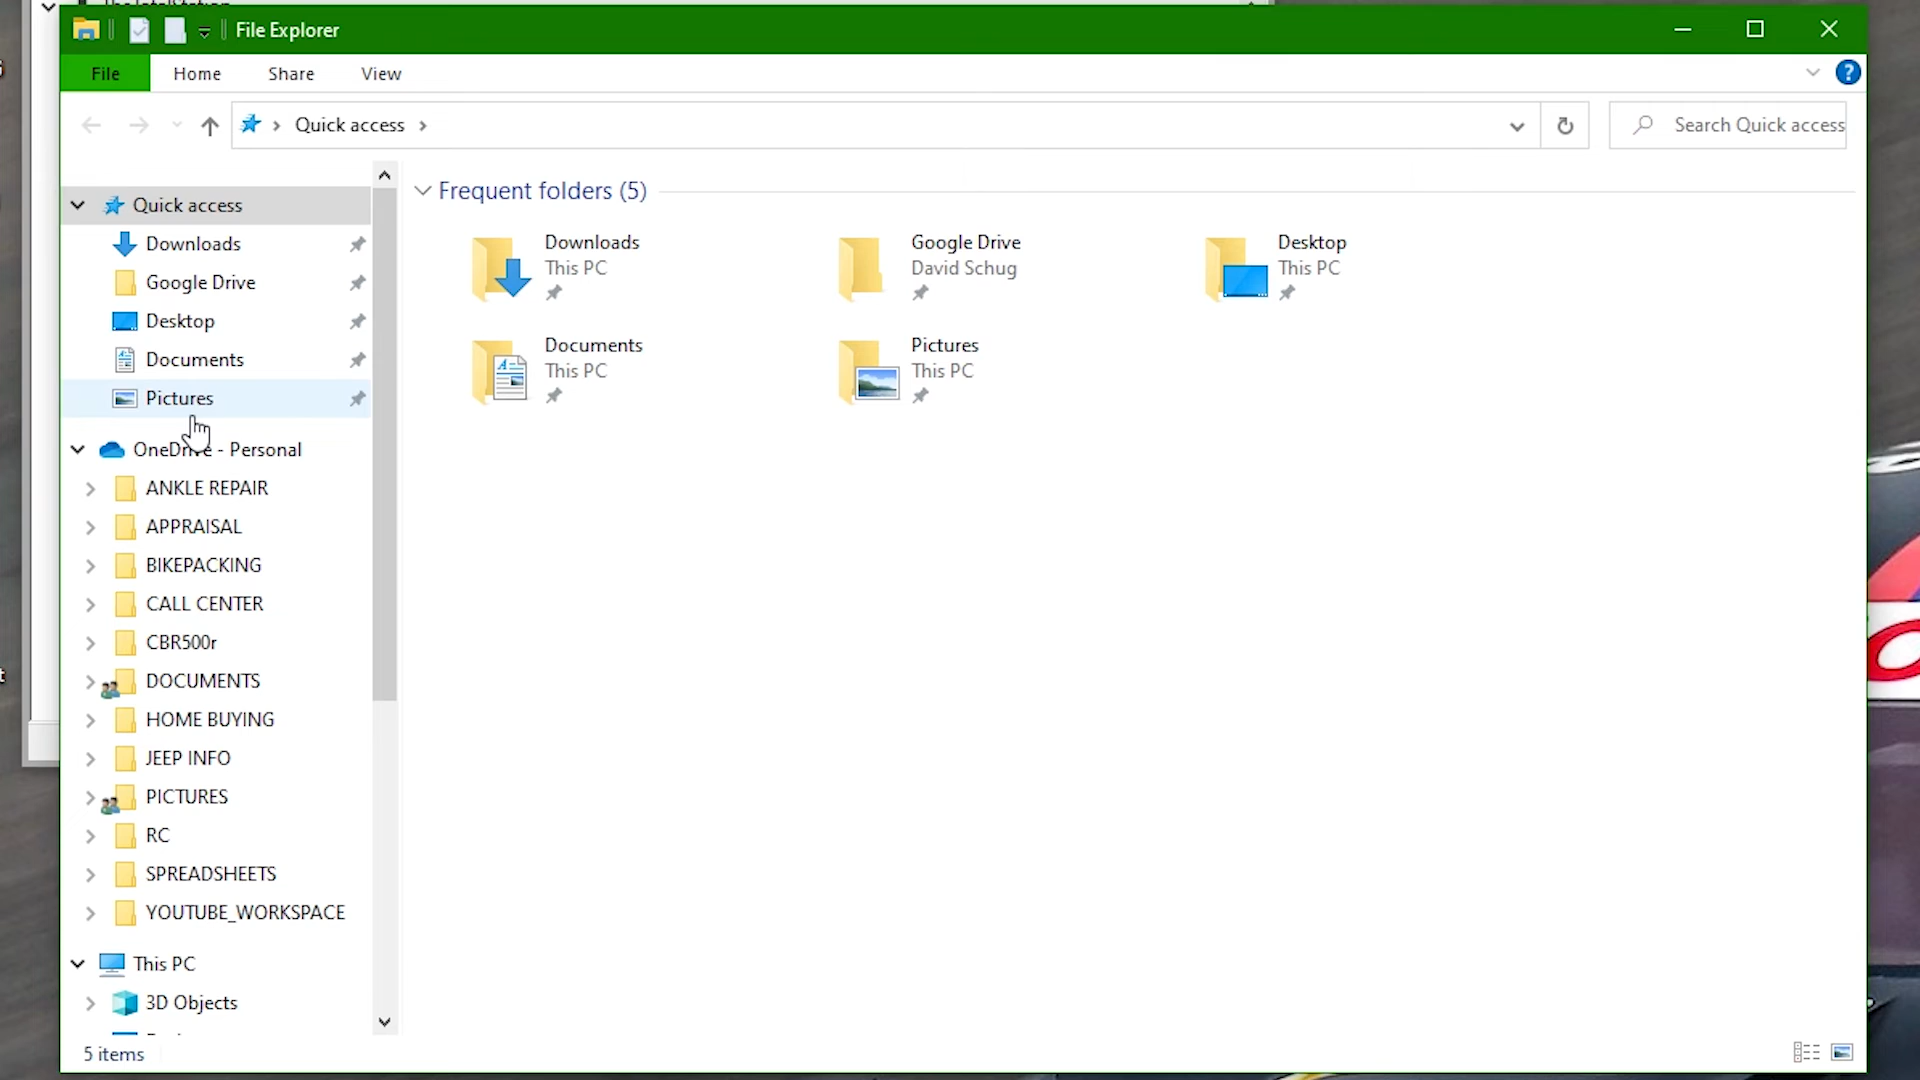 File Explorer
File Home Share View
?
Quick access
Search Quick access
Quick access
Downloads
Google Drive
Desktop
Documents
Pictures
OneDrive - Personal
ANKLE REPAIR
APPRAISAL
BIKEPACKING
CALL CENTER
CBR500r
DOCUMENTS
HOME BUYING
JEEP INFO
PICTURES
RC
SPREADSHEETS
YOUTUBE_WORKSPACE
This PC
3D Objects
Frequent folders (5)
Downloads
This PC
Google Drive
David Schug
Desktop
This PC
Documents
This PC
Pictures
This PC
5 items